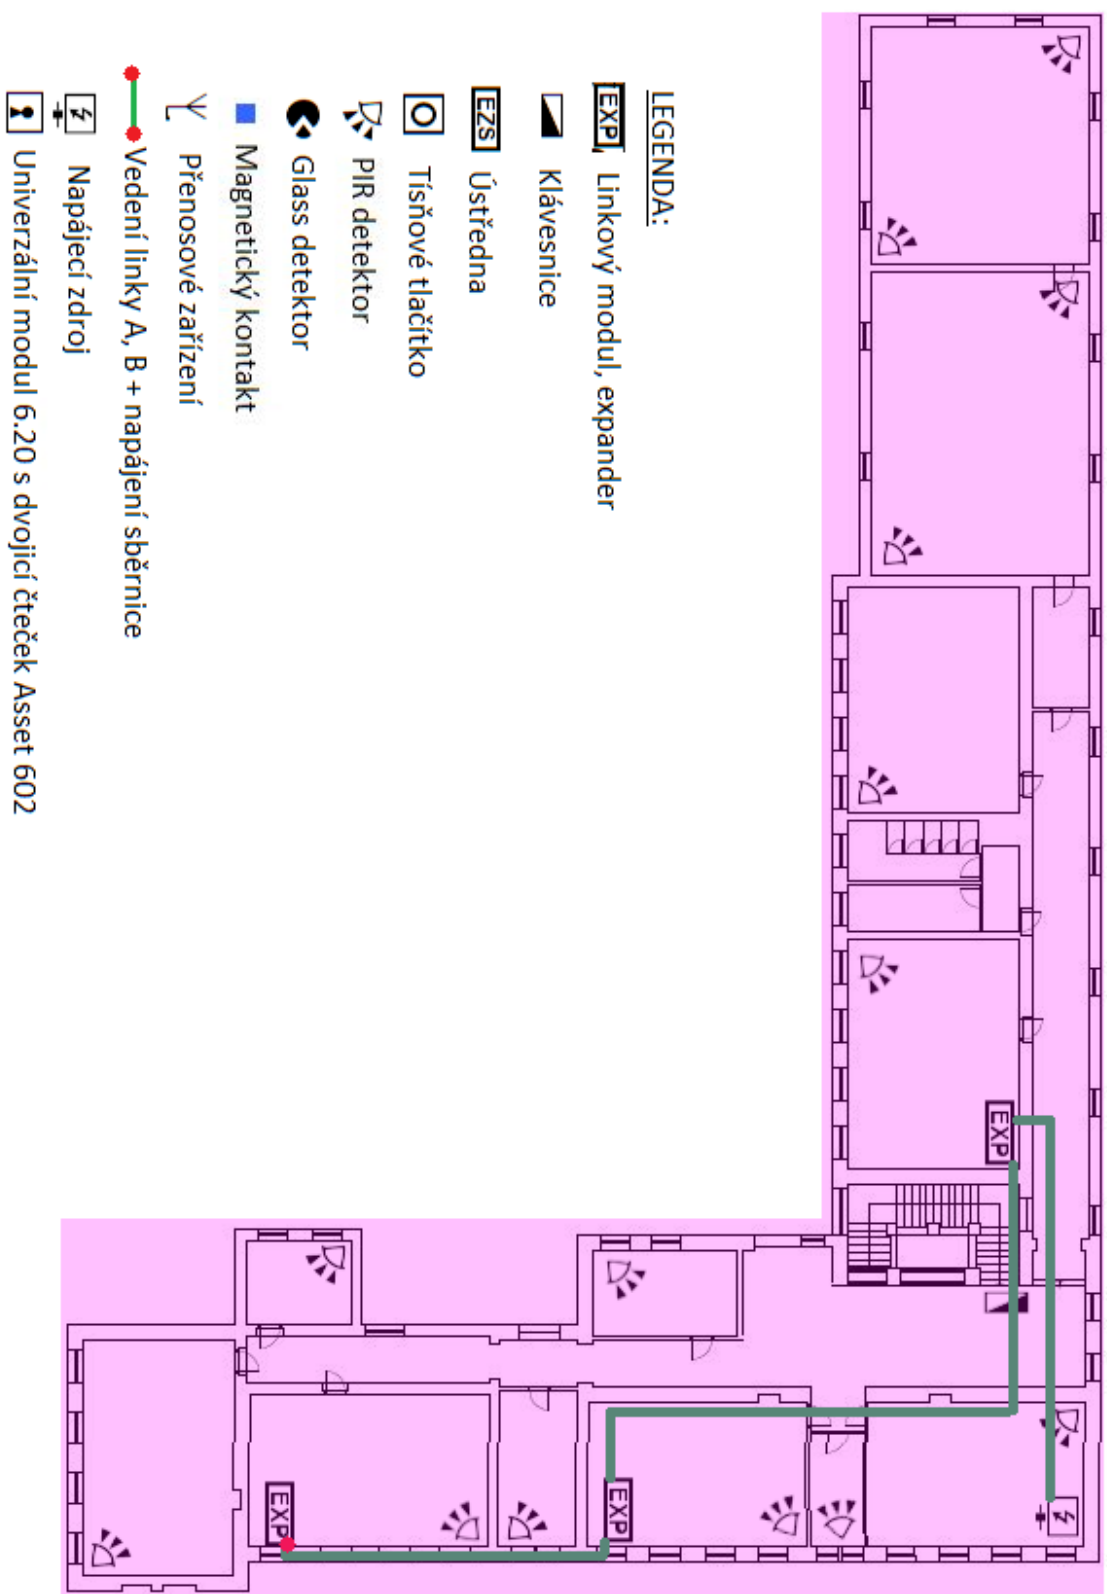 LEGENDA:
EXP Linkový modul, expander
Klávesnice
EZS Ústředna
Tísňové tlačítko
PIR detektor
Glass detektor
Magnetický kontakt
Přenosové zařízení
Vedení linky A, B + napájení sběrnice
Napájecí zdroj
Univerzální modul 6.20 s dvojicí čteček Asset 602
EXP
EXP
EXP